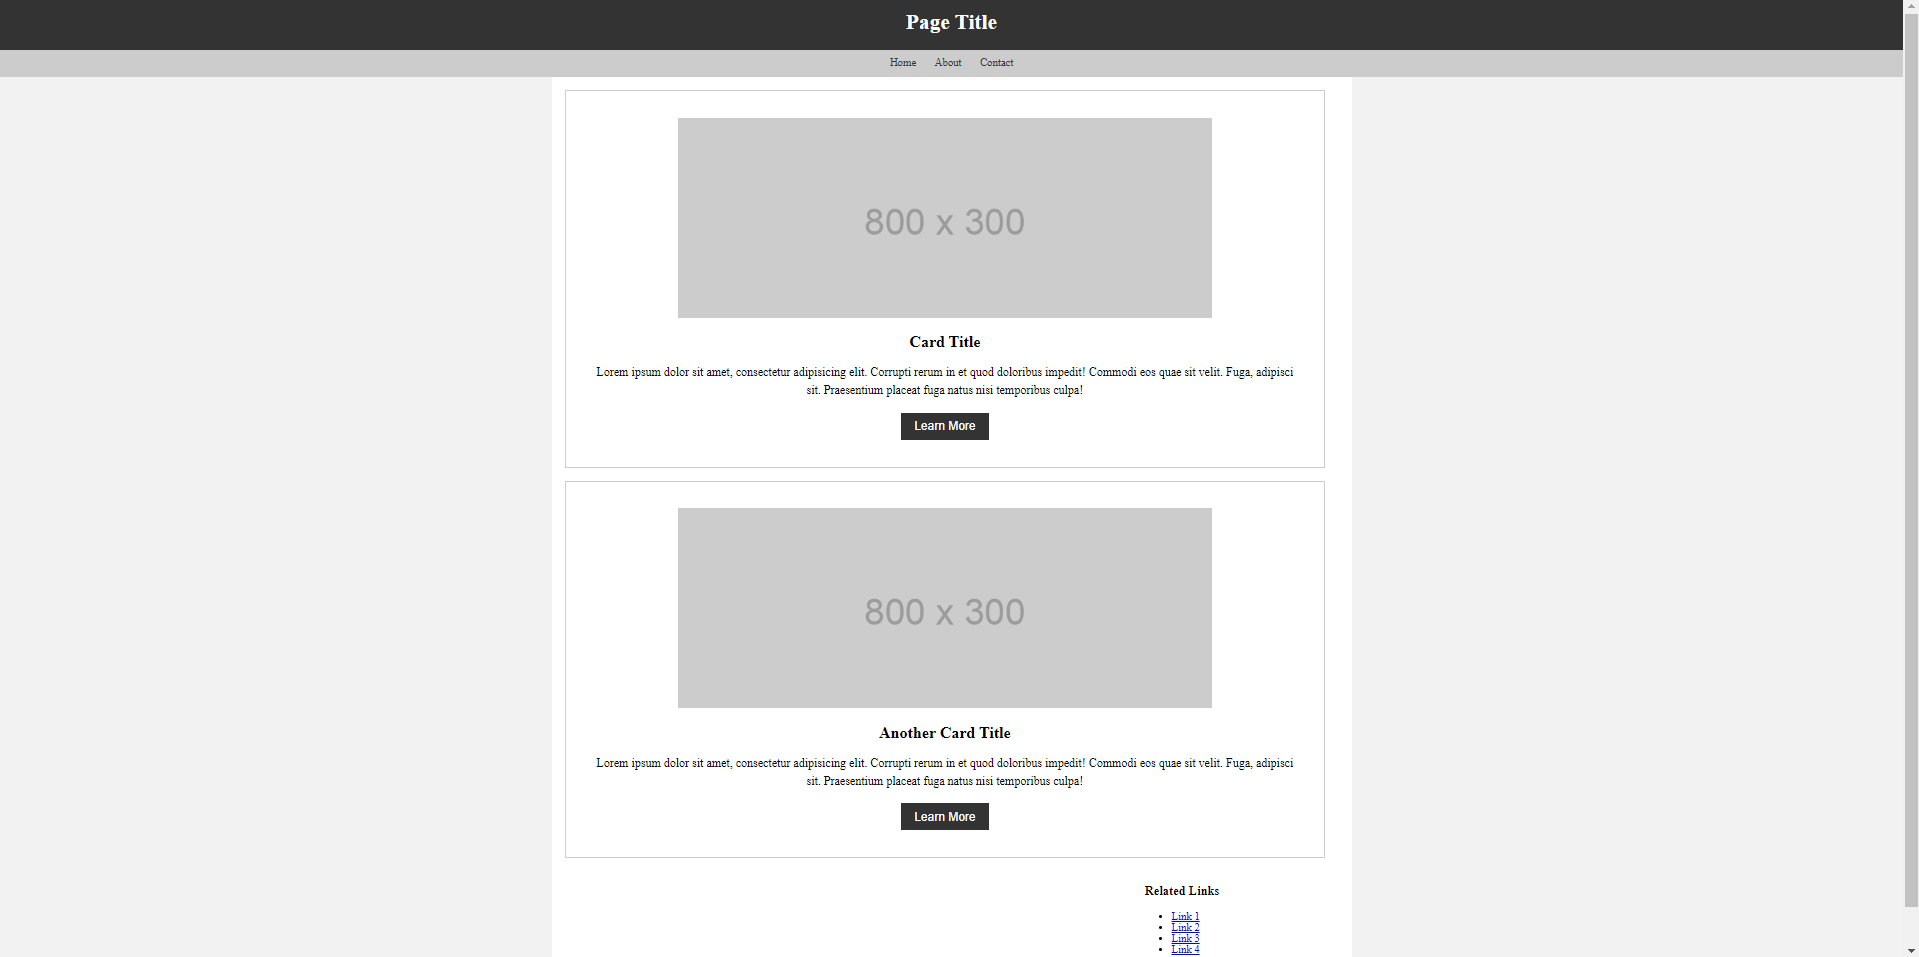 Page Title
Home About Contact
800 x 300
Card Title
Lorem ipsum dolor sit amet, consectetur adipisicing elit. Corrupti rerum in et quod doloribus impedit! Commodi eos quae sit velit. Fuga, adipisci
sit. Praesentium placeat fuga natus nisi temporibus culpa!
Learn More
800 x 300
Another Card Title
Lorem ipsum dolor sit amet, consectetur adipisicing elit. Corrupti rerum in et quod doloribus impedit! Commodi eos quae sit velit. Fuga, adipisci
sit. Praesentium placeat fuga natus nisi temporibus culpa!
Learn More
Related Links
Link 1
Link 2
Link 3
Link 4